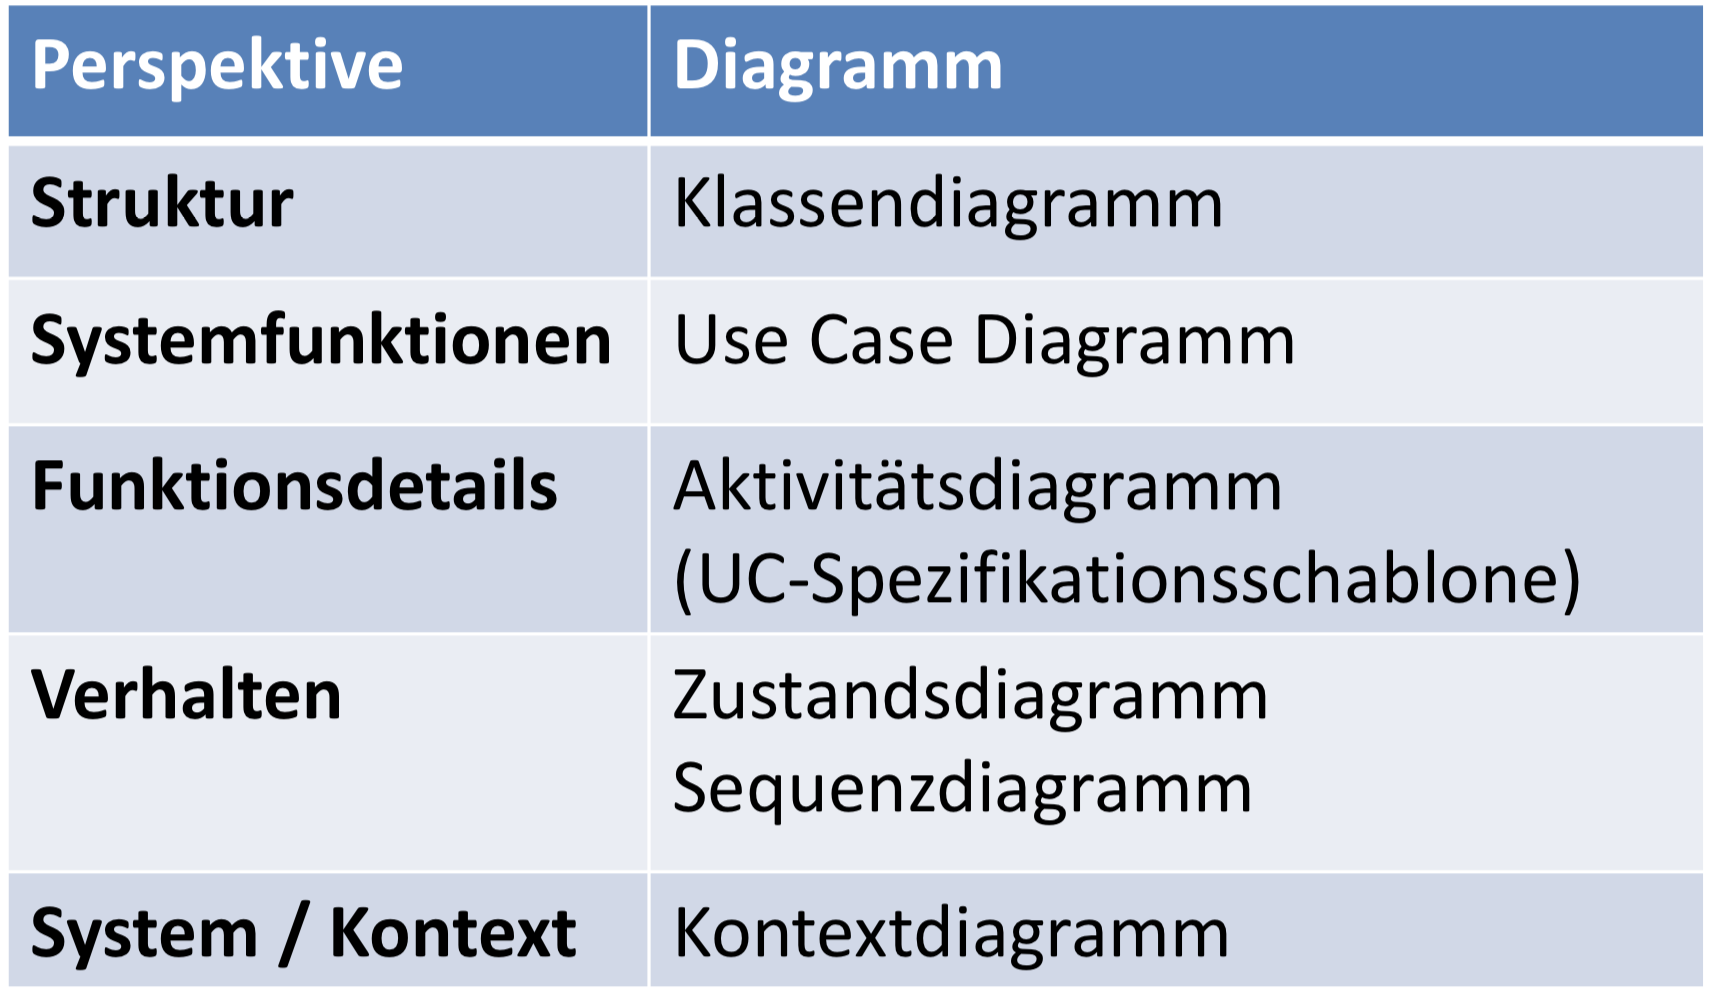 Perspektive Diagramm
Struktur Klassendiagramm
Systemfunktionen Use Case Diagramm
Funktionsdetails Aktivitätsdiagramm
(UC-Spezifikationsschablone)
Verhalten Zustandsdiagramm
Sequenzdiagramm
System / Kontext Kontextdiagramm